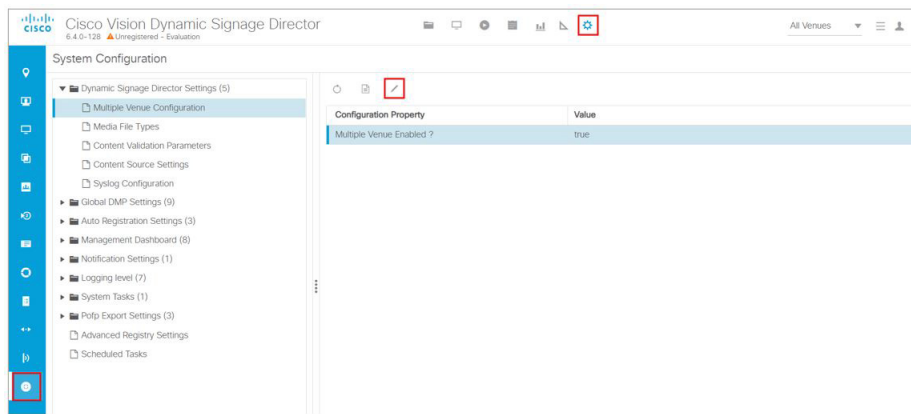 CISCO
Cisco Vision Dynamic Signage Director
6.4.0-128 Unregistered - Evaluation
All Venues
System Configuration
Dynamic Signage Director Settings (5)
Multiple Venue Configuration
Media File Types
Content Validation Parameters
Content Source Settings
Syslog Configuration
Global DMP Settings (9)
Auto Registration Settings (3)
Management Dashboard (8)
Notification Settings (1)
Logging level (7)
System Tasks (1)
Pofp Export Settings (3)
Advanced Registry Settings
Scheduled Tasks
Configuration Property Value
Multiple Venue Enabled ? true